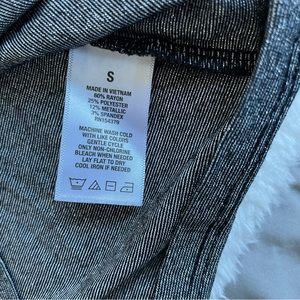 S
MADE IN VIETNAM
60% RAYON
25% POLYESTER
12% METALLIC
3% SPANDEX
RN154379
MACHINE WASH COLD
WITH LIKE COLORS
GENTLE CYCLE
ONLY NON-CHLORINE
BLEACH WHEN NEEDED
LAY FLAT TO DRY
COOL IRON IF NEEDED